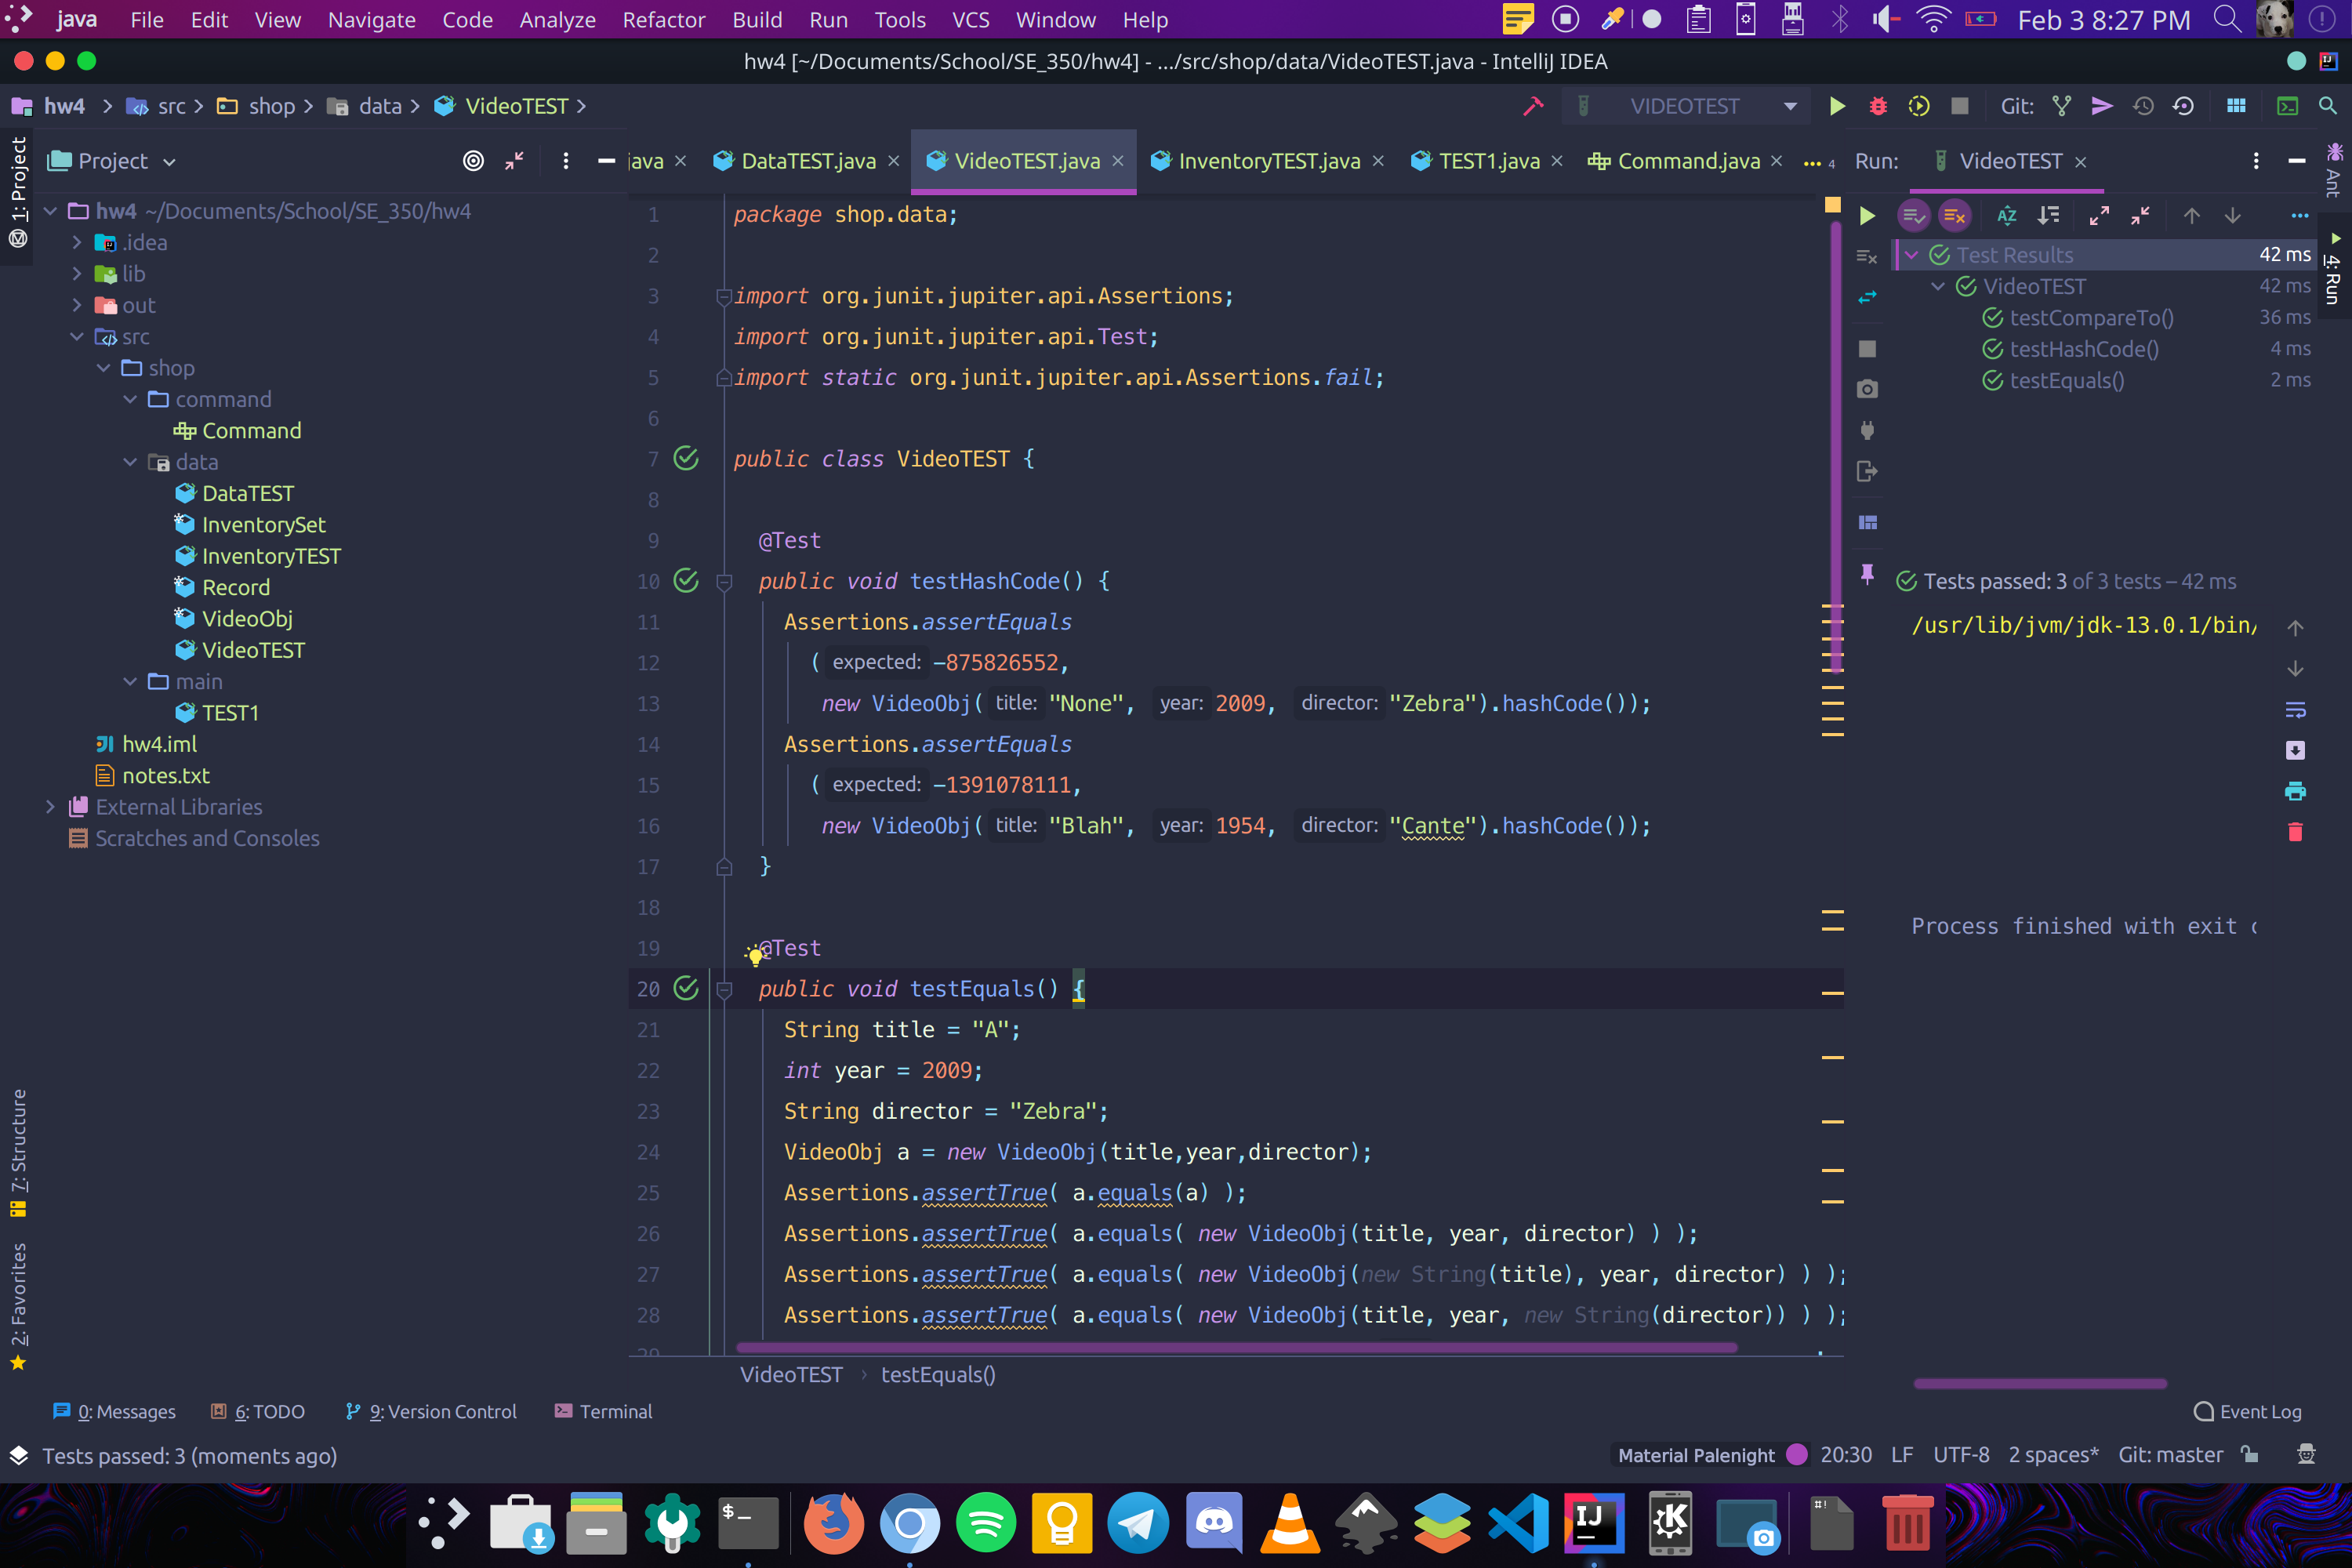 java File Edit View Navigate Code Analyze Refactor Build Run Tools VCS Window Help Feb 3 8:27 PM
hw4 [~/Documents/School/SE_350/hw4] - .../src/shop/data/VideoTEST.java - IntelliJ IDEA
hw4 src shop data VideoTEST VIDEOTEST Git:
1: Project
Project
java DataTEST.java VideoTEST.java InventoryTEST.java TEST1.java Command.java 4
Run: VideoTEST
Ant
4: Run
hw4 ~/Documents/School/SE_350/hw4
.idea
lib
out
src
shop
command
Command
data
DataTEST
InventorySet
InventoryTEST
Record
VideoObj
VideoTEST
main
TEST1
hw4.iml
notes.txt
External Libraries
Scratches and Consoles
7: Structure
2: Favorites
1 package shop.data;
2
3 import org.junit.jupiter.api.Assertions;
4 import org.junit.jupiter.api.Test;
5 import static org.junit.jupiter.api.Assertions.fail;
6
7 public class VideoTEST {
8
9 @Test
10 public void testHashCode() {
11 Assertions.assertEquals
12 ( expected: -875826552,
13 new VideoObj( title: "None", year: 2009, director: "Zebra").hashCode());
14 Assertions.assertEquals
15 ( expected: -1391078111,
16 new VideoObj( title: "Blah", year: 1954, director: "Cante").hashCode());
17 }
18
19 @Test
20 public void testEquals() {
21 String title = "A";
22 int year = 2009;
23 String director = "Zebra";
24 VideoObj a = new VideoObj(title,year,director);
25 Assertions.assertTrue( a.equals(a) );
26 Assertions.assertTrue( a.equals( new VideoObj(title, year, director) ) );
27 Assertions.assertTrue( a.equals( new VideoObj(new String(title), year, director) ) );
28 Assertions.assertTrue( a.equals( new VideoObj(title, year, new String(director)) ) );
29
VideoTEST testEquals()
Test Results 42 ms
VideoTEST 42 ms
testCompareTo() 36 ms
testHashCode() 4 ms
testEquals() 2 ms
Tests passed: 3 of 3 tests – 42 ms
/usr/lib/jvm/jdk-13.0.1/bin/
Process finished with exit c
0: Messages 6: TODO 9: Version Control Terminal Event Log
Tests passed: 3 (moments ago) Material Palenight 20:30 LF UTF-8 2 spaces* Git: master